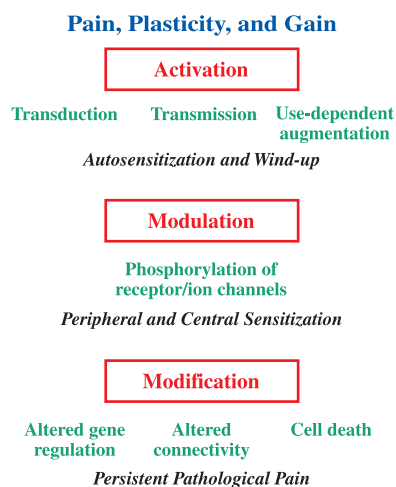 Pain, Plasticity, and Gain
Activation
Transduction Transmission Use-dependent
augmentation
Autosensitization and Wind-up
Modulation
Phosphorylation of
receptor/ion channels
Peripheral and Central Sensitization
Modification
Altered gene Altered Cell death
regulation connectivity
Persistent Pathological Pain